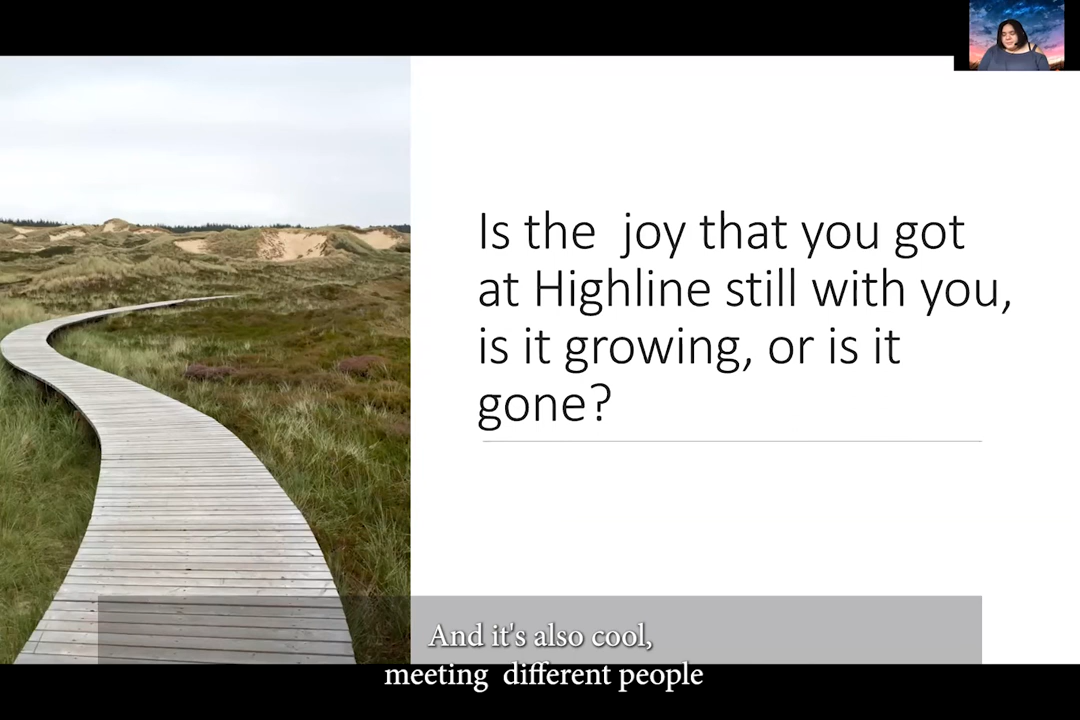 Is the  joy that you got
at Highline still with you,
is it growing, or is it
gone?
And it's also cool,
meeting  different people